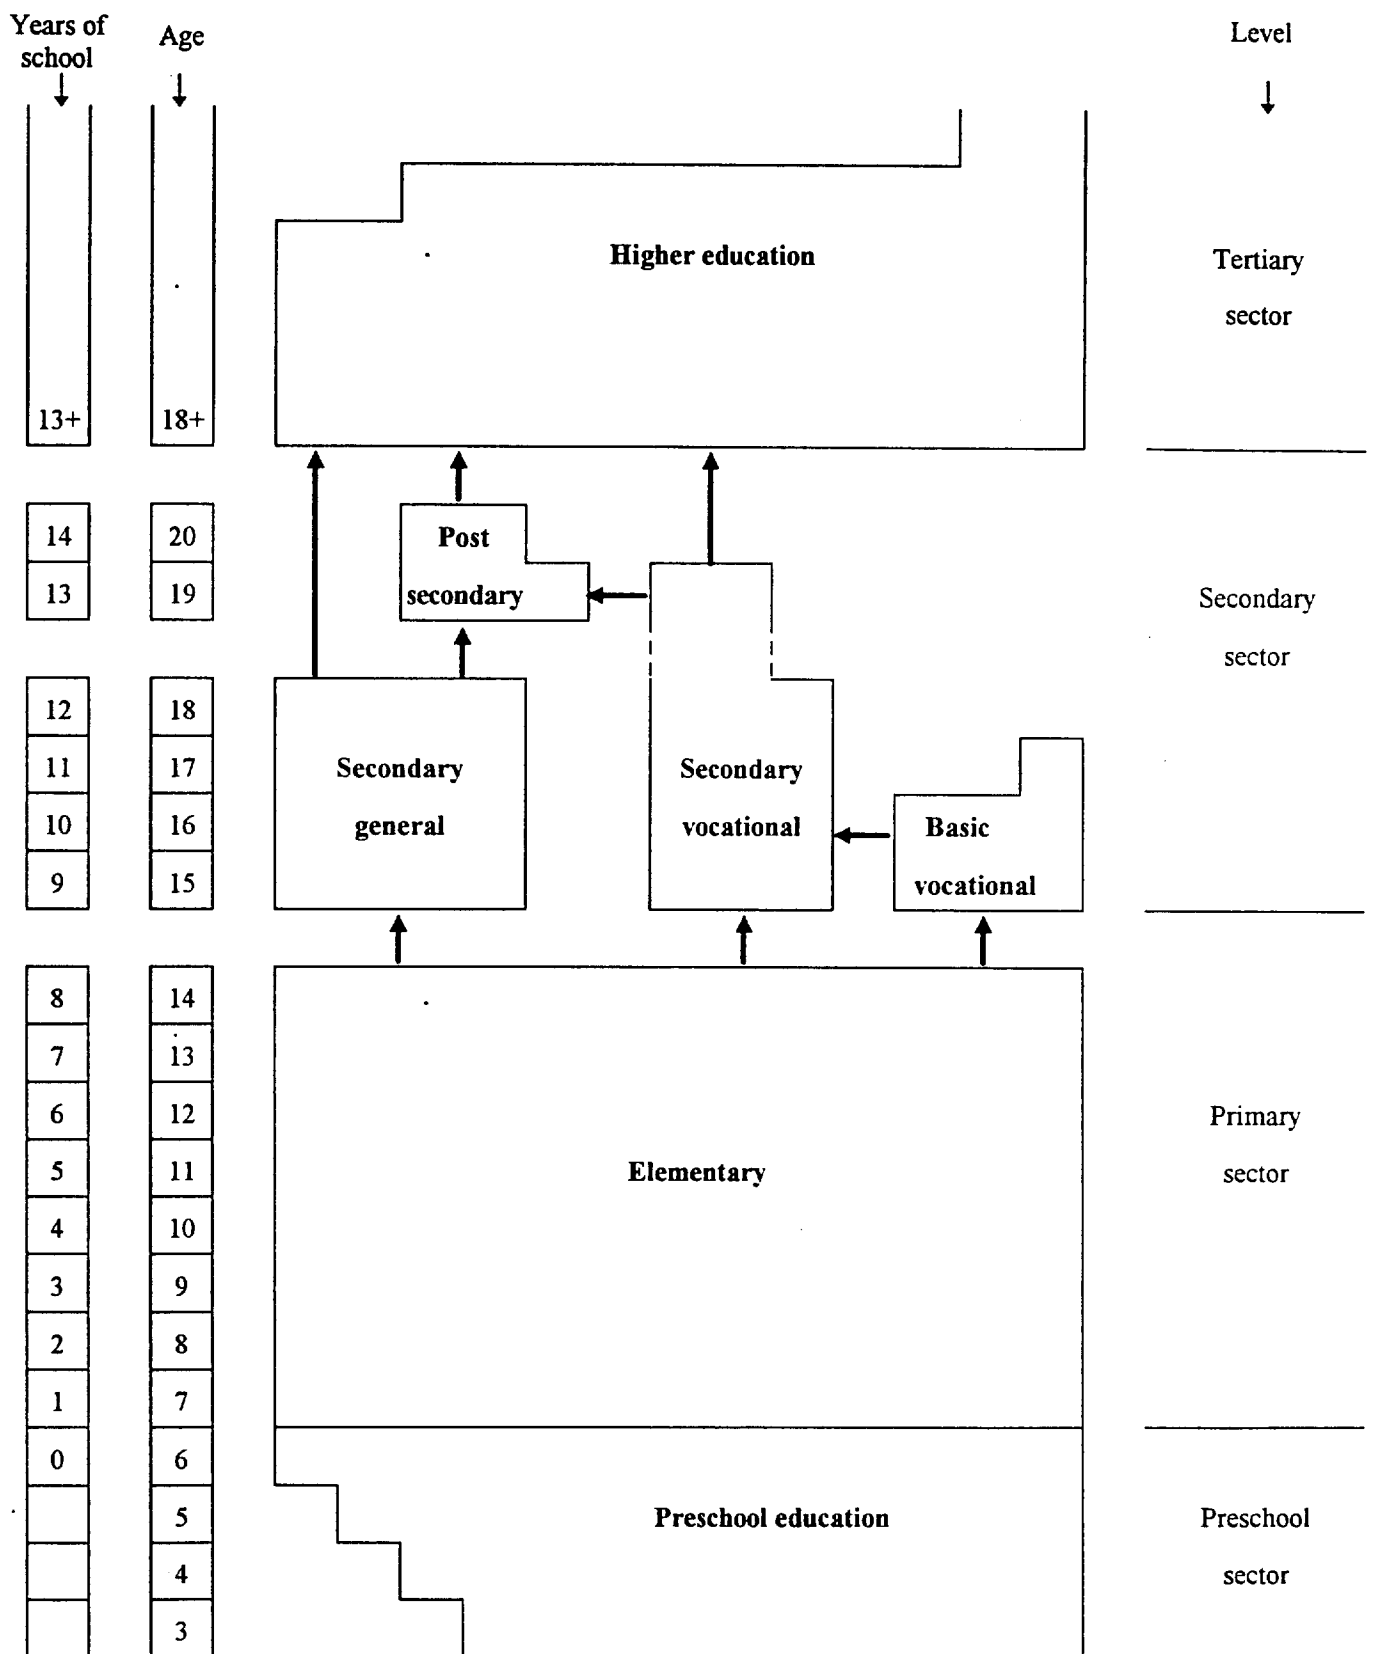 Years of
school
Age
Level
Higher education
Tertiary
sector
13+
18+
14
20
Post
13
19
secondary
Secondary
sector
12
18
11
17
Secondary
Secondary
10
16
general
vocational
Basic
9
15
vocational
8
14
7
13
6
12
Primary
5
11
Elementary
sector
4
10
3
9
2
8
1
7
0
6
5
Preschool education
Preschool
4
sector
3